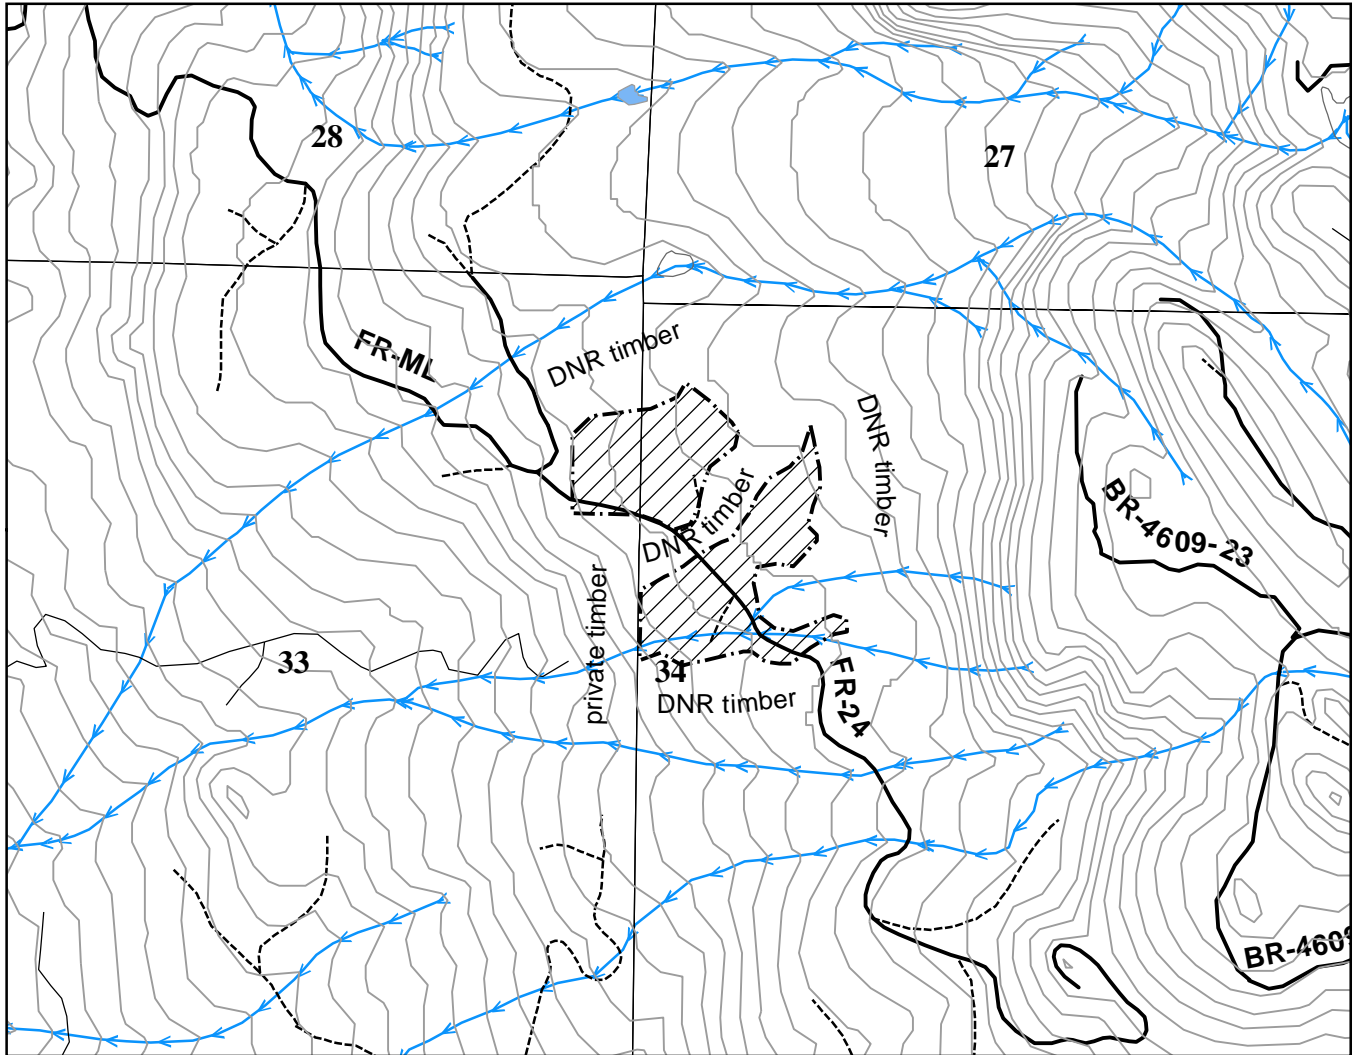 28
27
FR-ML
DNR timber
DNR timber
DNR timber
BR-4609-23
private timber
33
34
DNR timber
FR-24
BR-4609